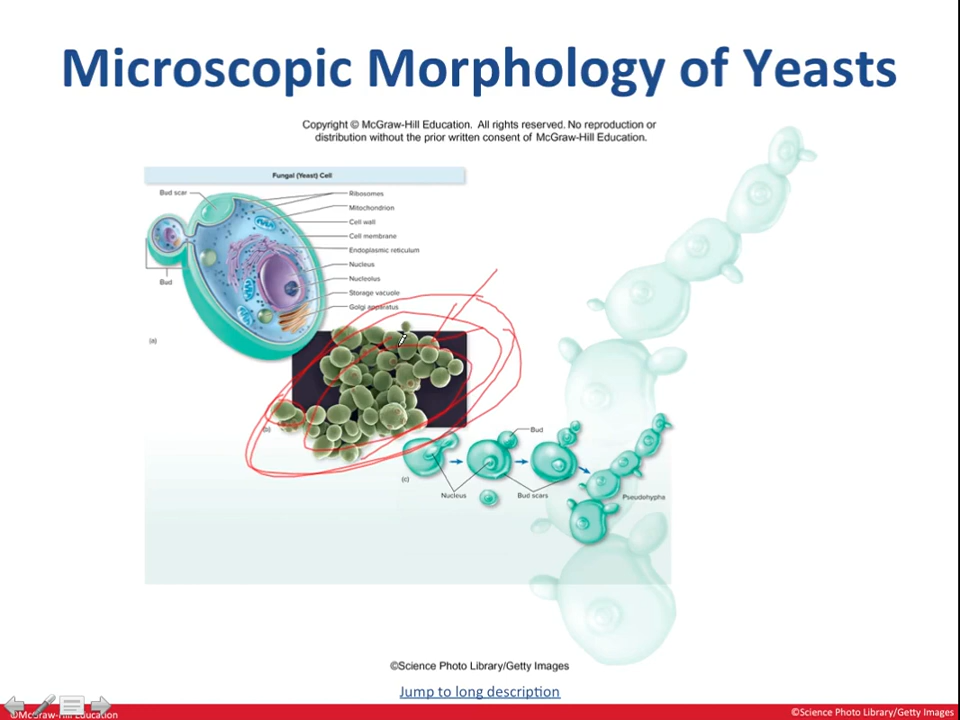 Microscopic Morphology of Yeasts
Copyright © McGraw-Hill Education. All rights reserved. No reproduction or
distribution without the prior written consent of McGraw-Hill Education.
Fungal (Yeast) Cell
Bud scar
Ribosomes
Mitochondrion
Cell wall
Cell membrane
Endoplasmic reticulum
Nucleus
Nucleolus
Storage vacuole
Golgi apparatus
Bud
(a)
(b)
Bud
(c)
Nucleus
Bud scars
Pseudohypha
©Science Photo Library/Getty Images
Jump to long description
©McGraw-Hill Education
©Science Photo Library/Getty Images